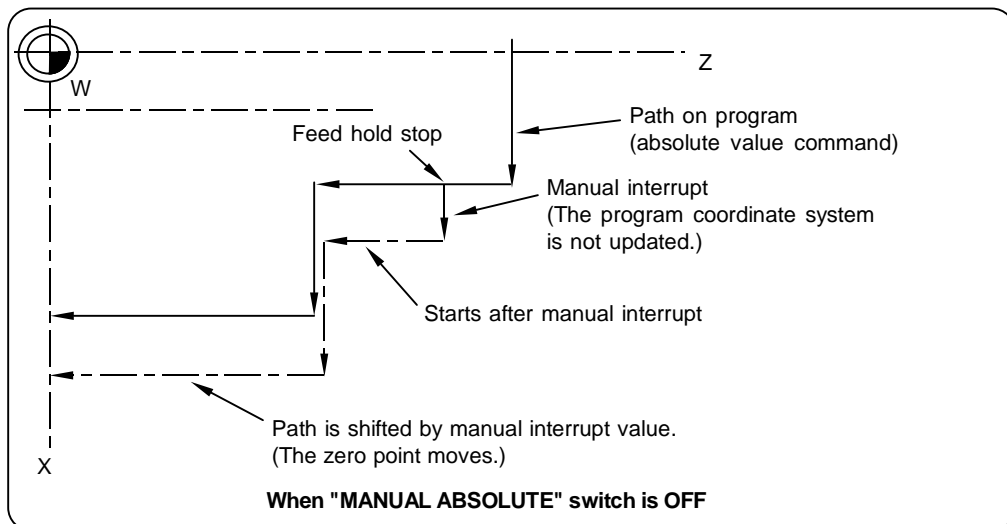 Z
W
Path on program
(absolute value command)
Feed hold stop
Manual interrupt
(The program coordinate system
is not updated.)
Starts after manual interrupt
Path is shifted by manual interrupt value.
(The zero point moves.)
X
When "MANUAL ABSOLUTE" switch is OFF